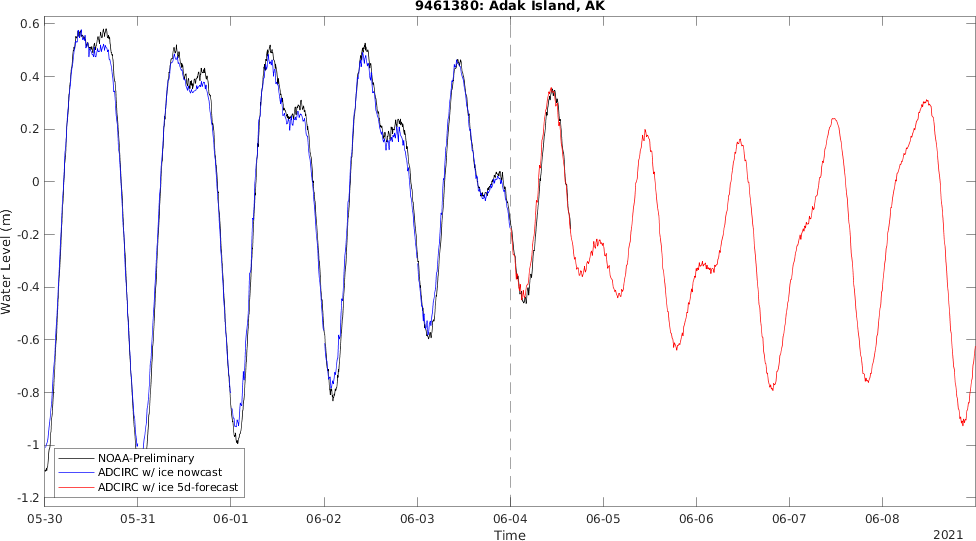 9461380: Adak Island, AK
Water Level (m)
0.6
0.4
0.2
0
-0.2
-0.4
-0.6
-0.8
-1
-1.2
NOAA-Preliminary
ADCIRC w/ ice nowcast
ADCIRC w/ ice 5d-forecast
05-30 05-31 06-01 06-02 06-03 06-04 06-05 06-06 06-07 06-08
Time
2021